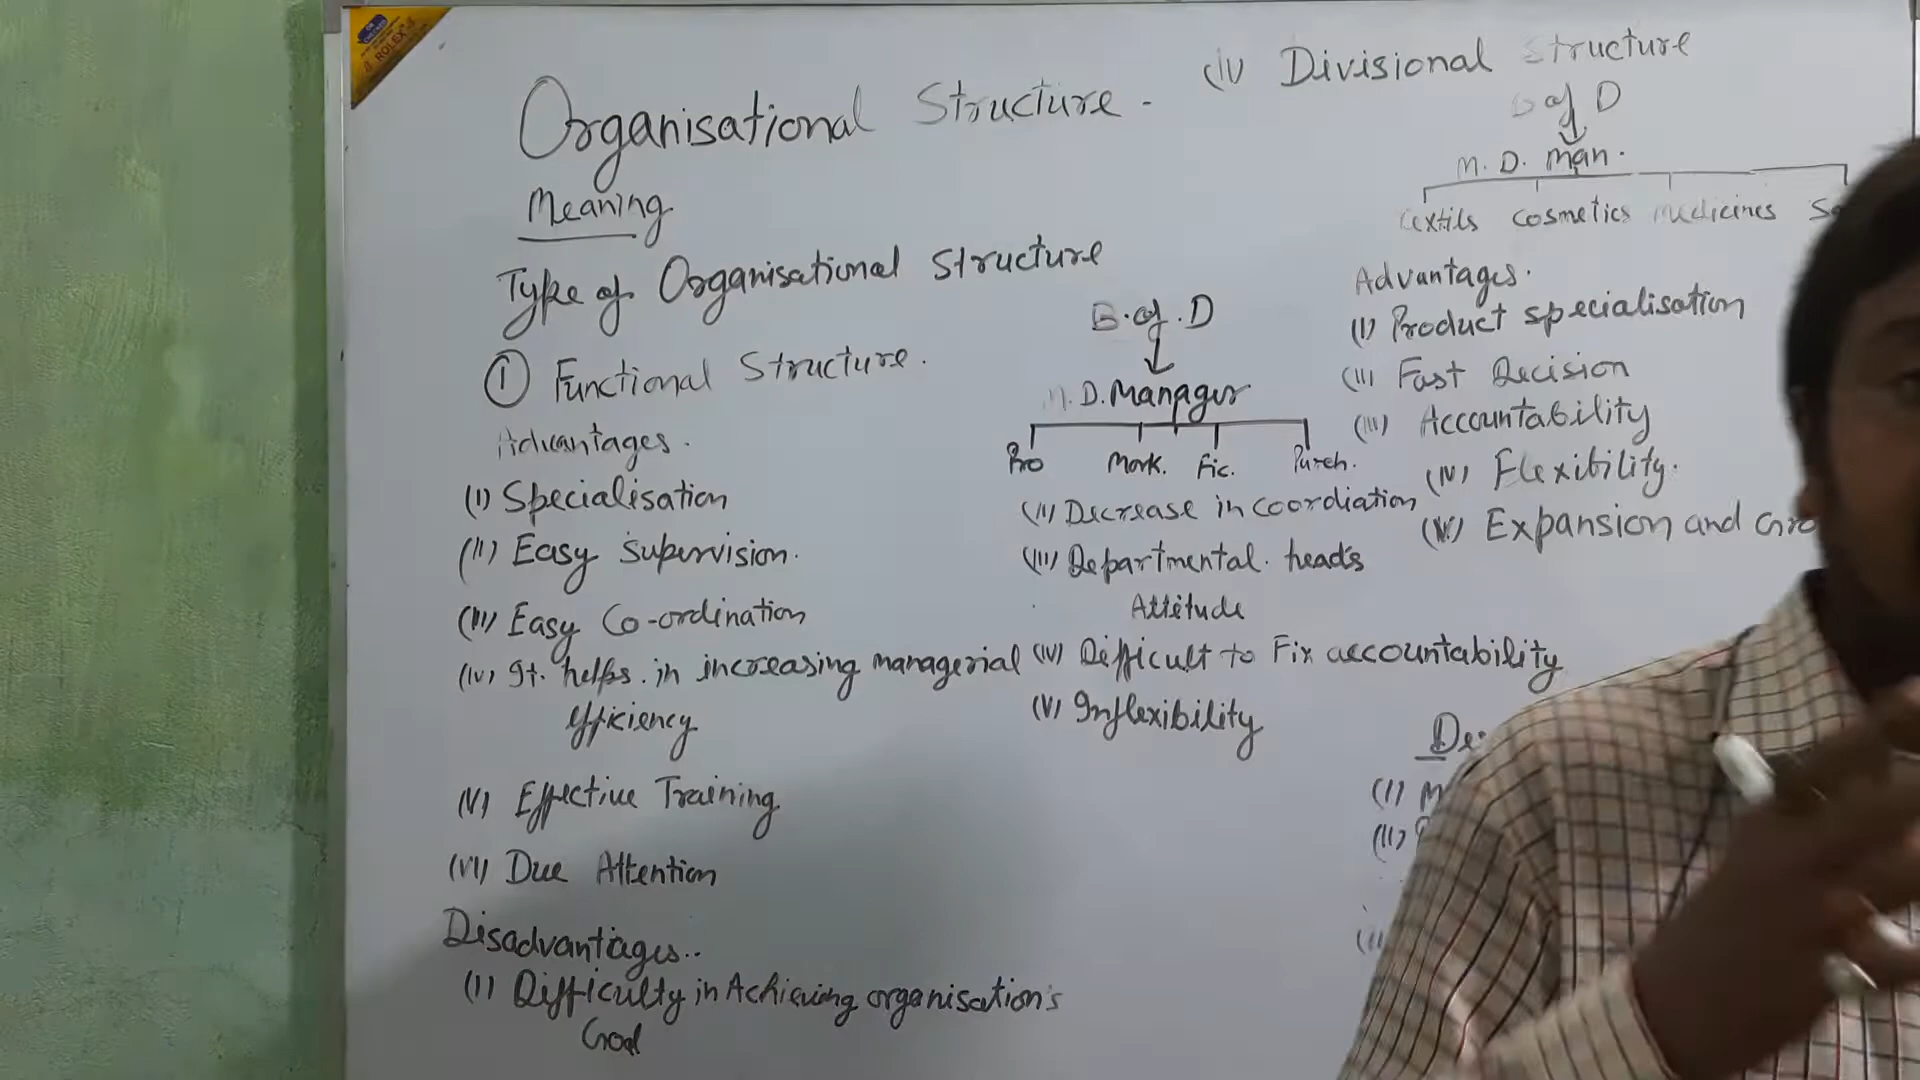 Organisational Structure -
Meaning
Type of Organisational Structure
① Functional Structure.
Advantages.
(I) Specialisation
(II) Easy Supervision.
(III) Easy Co-ordination
(IV) It. helps. in increasing managerial
efficiency
(V) Effective Training
(VI) Due Attention
Disadvantages..
(I) Difficulty in Achieving organisation's
Goal
B.of.D
M.D.Manager
Pro Mark. Fic. Purch.
(II) Decrease in coordiation
(III) Departmental. head's
Attitude
(IV) Difficult to Fix accountability
(V) Inflexibility
(IV) Divisional Structure
B of D
M. D. Man.
Textils Cosmetics Medicines
Advantages.
(I) Product specialisation
(II) Fast Decision
(III) Accountability
(IV) Flexibility.
(V) Expansion and
(I)
(II)
ROLEX